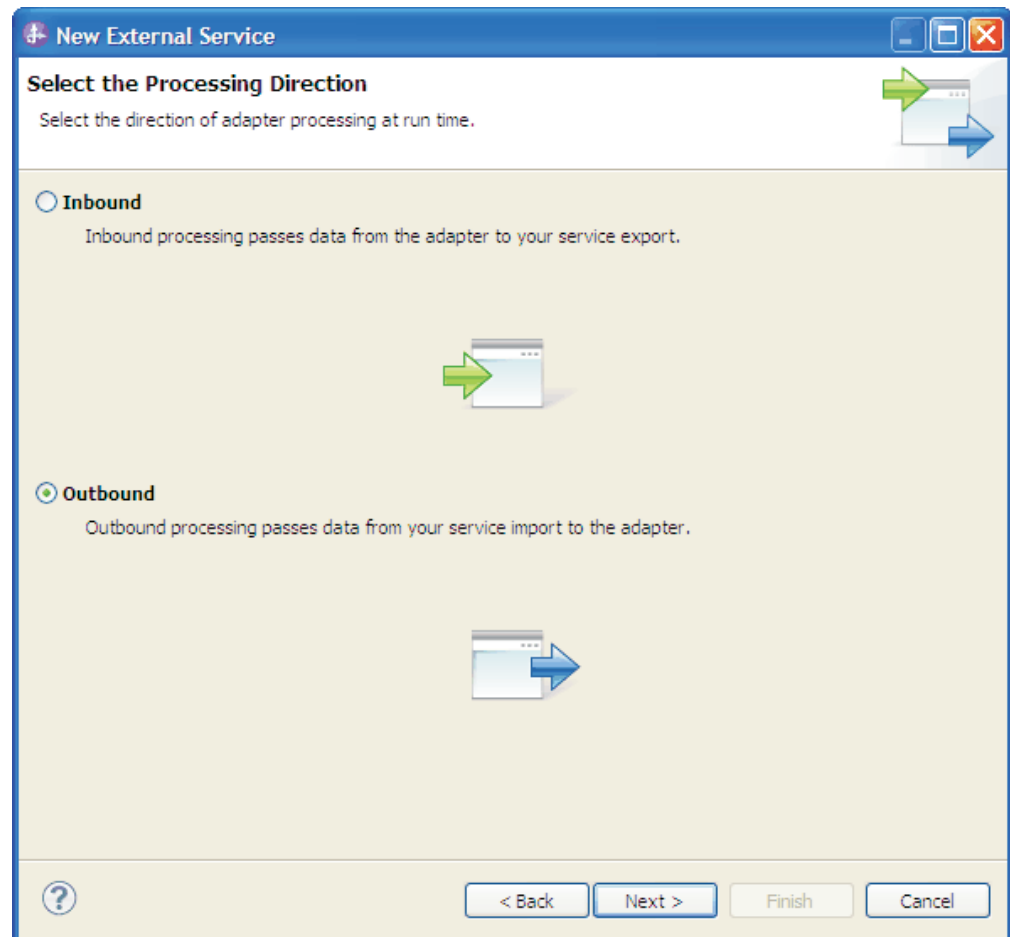 New External Service
Select the Processing Direction
Select the direction of adapter processing at run time.
Inbound
Inbound processing passes data from the adapter to your service export.
Outbound
Outbound processing passes data from your service import to the adapter.
?
< Back
Next >
Finish
Cancel